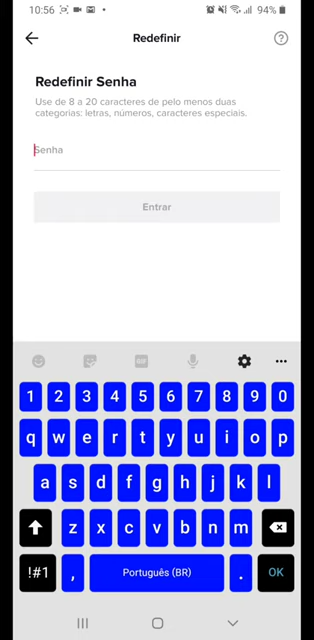 10:56
94%
Redefinir
Redefinir Senha
Use de 8 a 20 caracteres de pelo menos duas
categorias: letras, números, caracteres especiais.
Senha
Entrar
GIF
1 2 3 4 5 6 7 8 9 0
q w e r t y u i o p
a s d f g h j k l
z x c v b n m
!#1 , Português (BR) . OK